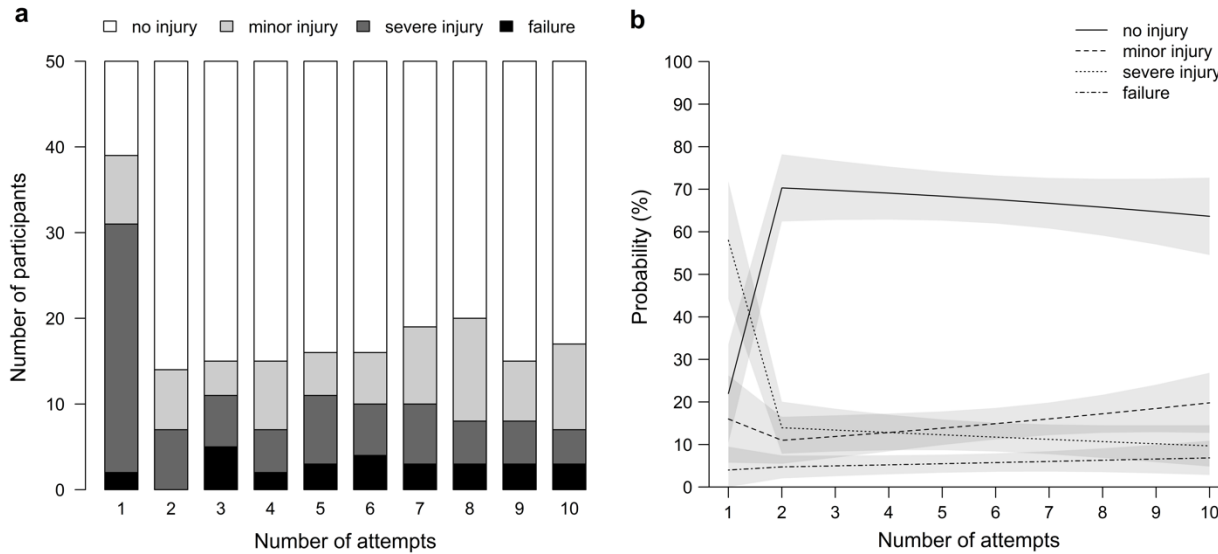 a
no injury minor injury severe injury failure
Number of participants
50
40
30
20
10
0
1 2 3 4 5 6 7 8 9 10
Number of attempts
b
no injury
minor injury
severe injury
failure
Probability (%)
100
90
80
70
60
50
40
30
20
10
0
1 2 3 4 5 6 7 8 9 10
Number of attempts